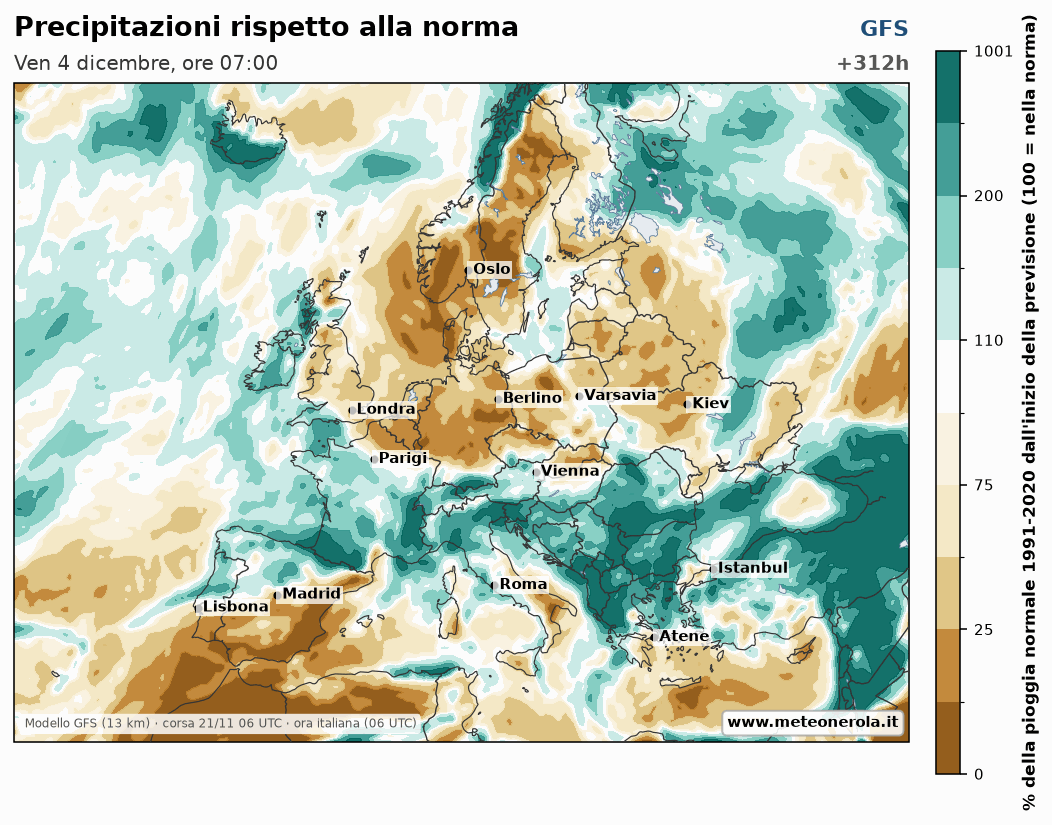 Precipitazioni rispetto alla norma
GFS
Ven 4 dicembre, ore 07:00
+312h
1001
200
110
75
25
0
% della pioggia normale 1991-2020 dall'inizio della previsione (100 = nella norma)
Oslo
Londra
Berlino
Varsavia
Kiev
Parigi
Vienna
Istanbul
Roma
Madrid
Lisbona
Atene
Modello GFS (13 km) · corsa 21/11 06 UTC · ora italiana (06 UTC)
www.meteonerola.it